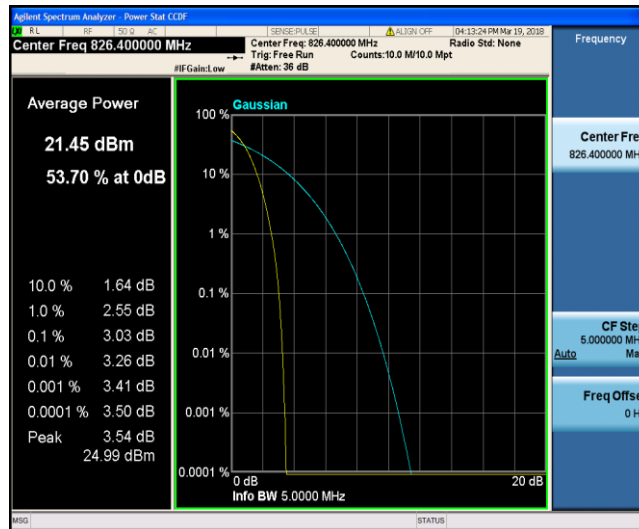 Agilent Spectrum Analyzer - Power Stat CCDF
RL RF 50 Ω AC SENSE:PULSE ALIGN OFF 04:13:24 PM Mar 19, 2018
Center Freq 826.400000 MHz
Center Freq: 826.400000 MHz Radio Std: None
Trig: Free Run Counts:10.0 M/10.0 Mpt
#IFGain:Low #Atten: 36 dB
Frequency
Center Fre
826.400000 MH
CF Ste
5.000000 MH
Auto Ma
Freq Offse
0 H
Average Power
21.45 dBm
53.70 % at 0dB
10.0 % 1.64 dB
1.0 % 2.55 dB
0.1 % 3.03 dB
0.01 % 3.26 dB
0.001 % 3.41 dB
0.0001 % 3.50 dB
Peak 3.54 dB
24.99 dBm
Gaussian
100 %
10 %
1 %
0.1 %
0.01 %
0.001 %
0.0001 %
0 dB 20 dB
Info BW 5.0000 MHz
MSG STATUS